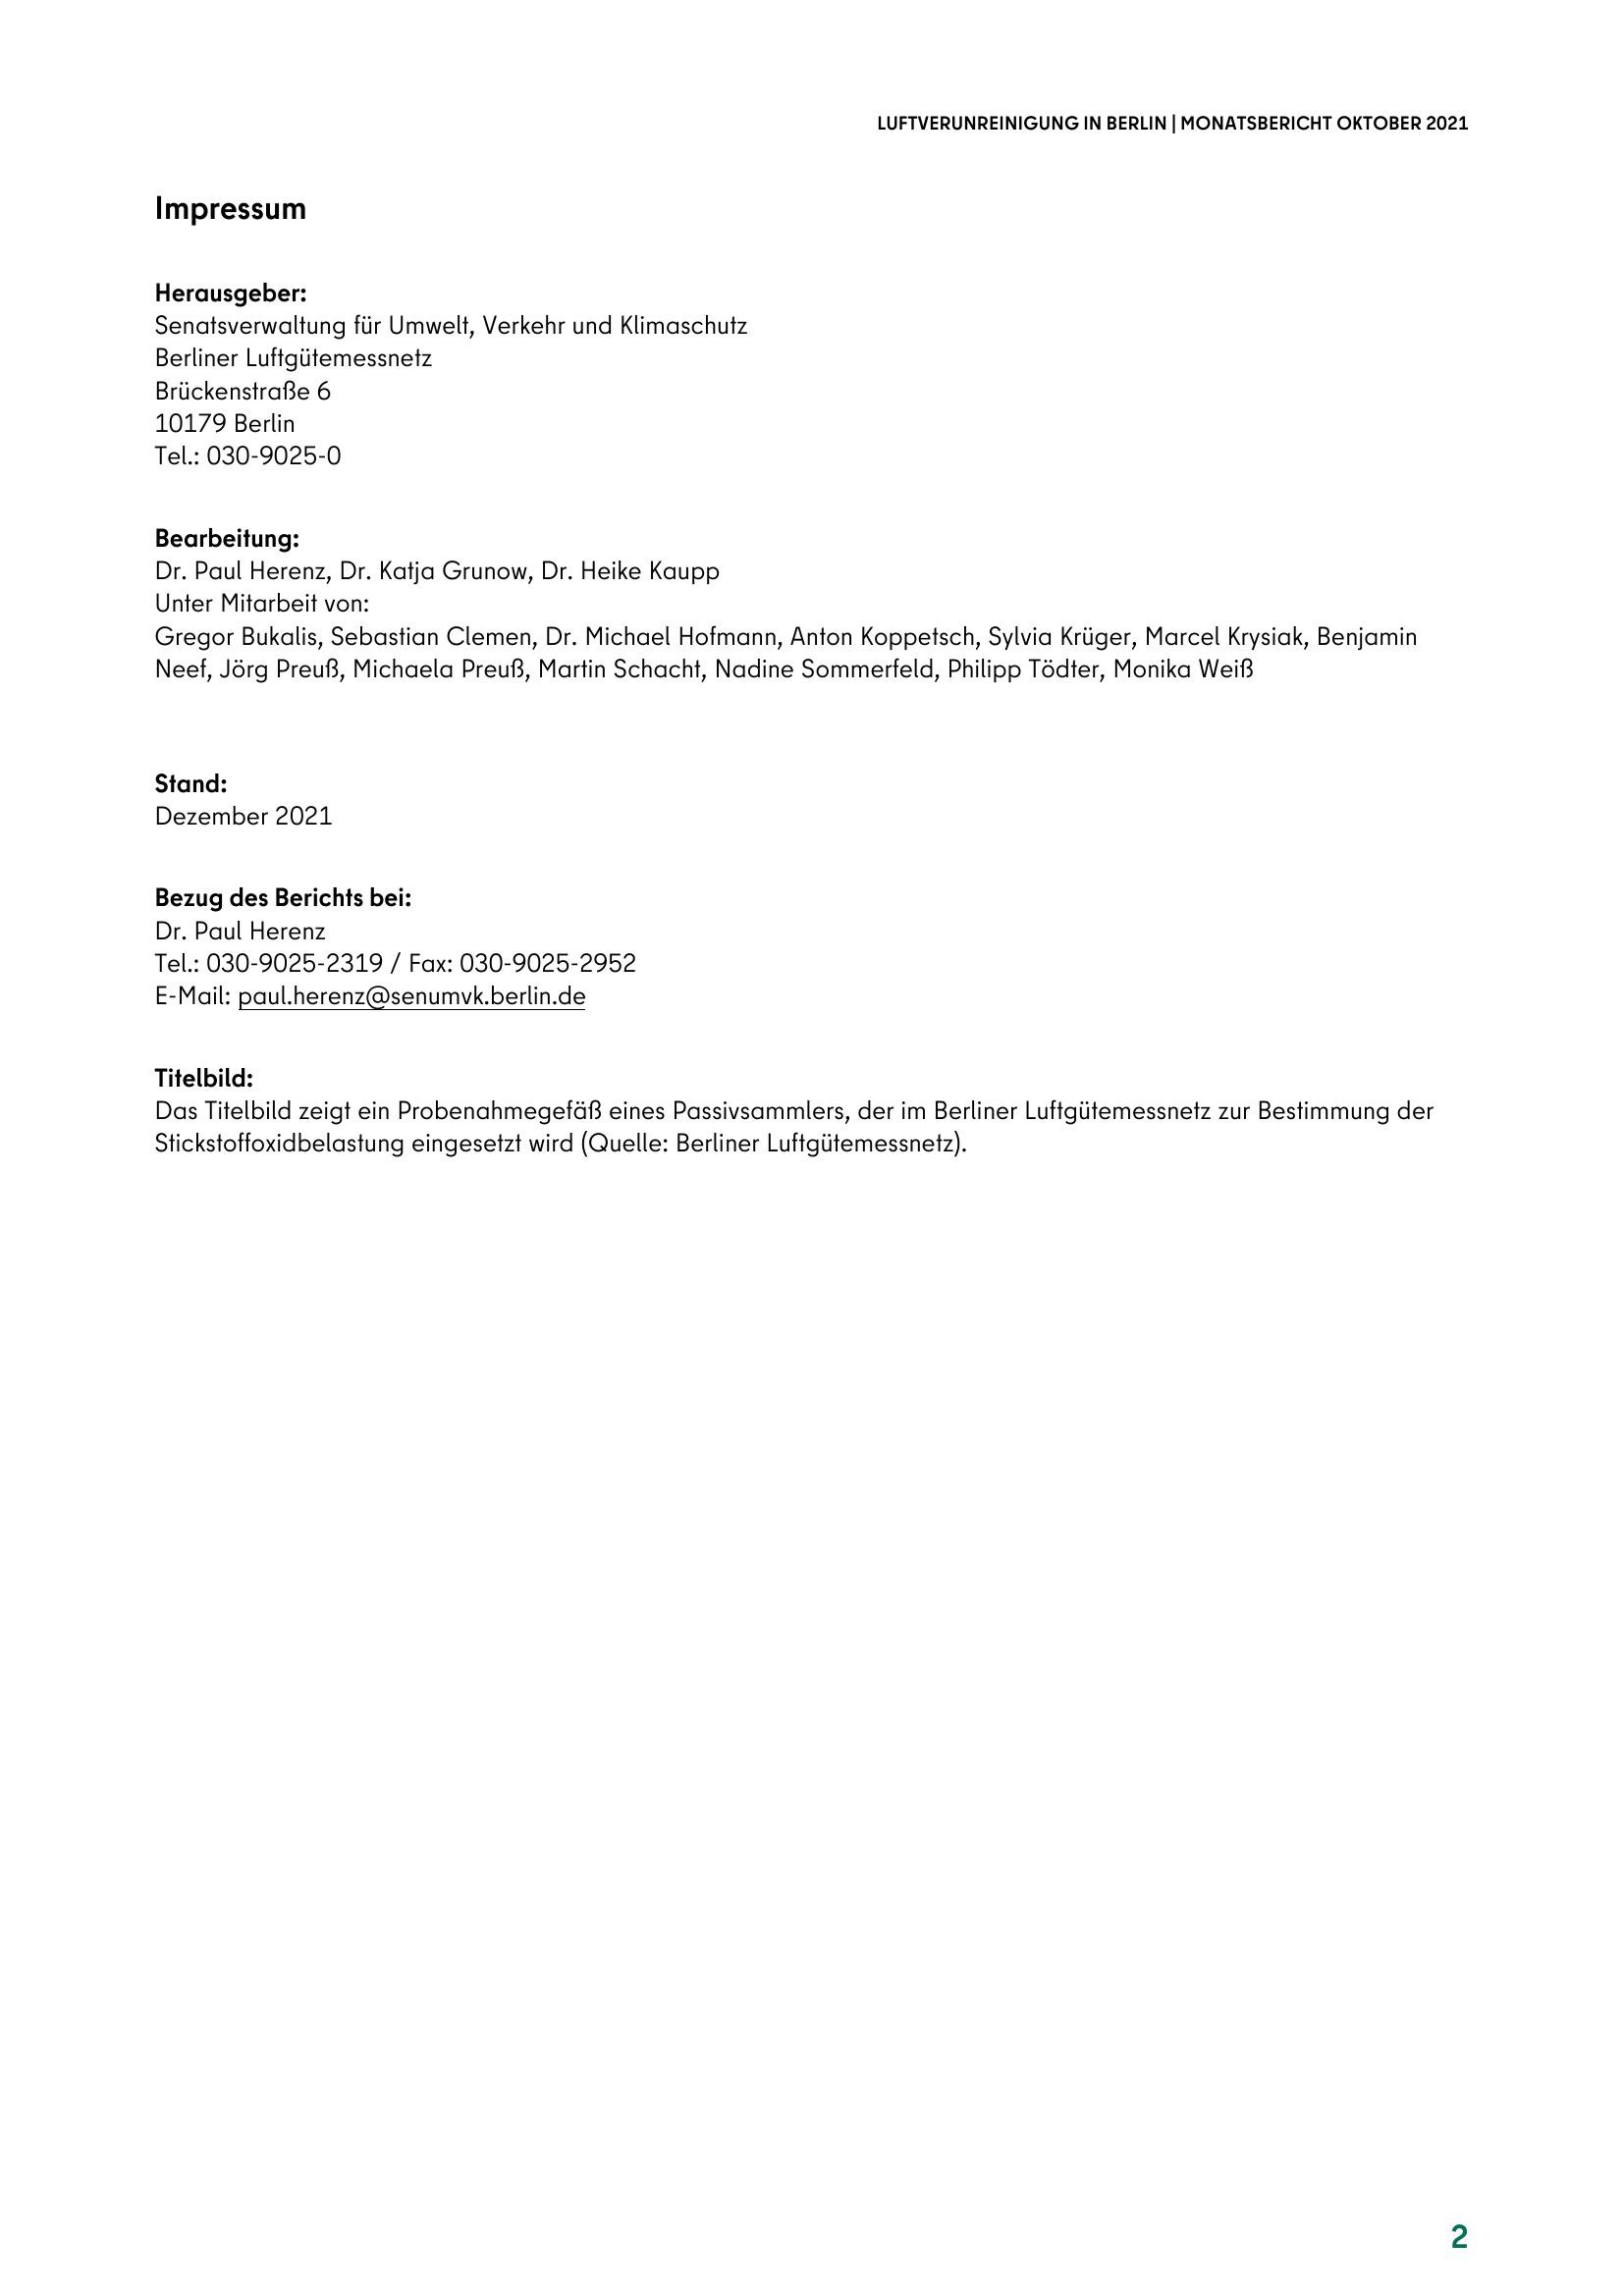 LUFTVERUNREINIGUNG IN BERLIN | MONATSBERICHT OKTOBER 2021
Impressum
Herausgeber:
Senatsverwaltung für Umwelt, Verkehr und Klimaschutz
Berliner Luftgütemessnetz
Brückenstraße 6
10179 Berlin
Tel.: 030-9025-0
Bearbeitung:
Dr. Paul Herenz, Dr. Katja Grunow, Dr. Heike Kaupp
Unter Mitarbeit von:
Gregor Bukalis, Sebastian Clemen, Dr. Michael Hofmann, Anton Koppetsch, Sylvia Krüger, Marcel Krysiak, Benjamin
Neef, Jörg Preuß, Michaela Preuß, Martin Schacht, Nadine Sommerfeld, Philipp Tödter, Monika Weiß
Stand:
Dezember 2021
Bezug des Berichts bei:
Dr. Paul Herenz
Tel.: 030-9025-2319 / Fax: 030-9025-2952
E-Mail: paul.herenz@senumvk.berlin.de
Titelbild:
Das Titelbild zeigt ein Probenahmegefäß eines Passivsammlers, der im Berliner Luftgütemessnetz zur Bestimmung der
Stickstoffoxidbelastung eingesetzt wird (Quelle: Berliner Luftgütemessnetz).
2